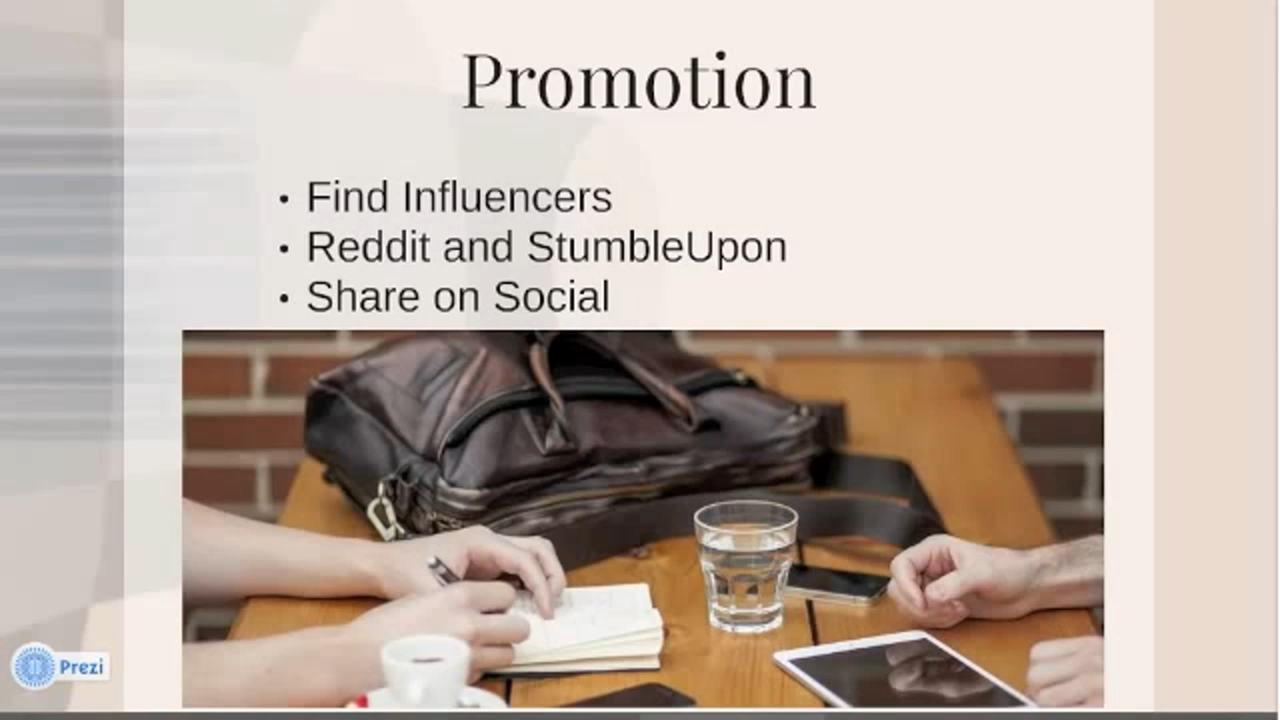 Promotion
• Find Influencers
• Reddit and StumbleUpon
• Share on Social
Prezi